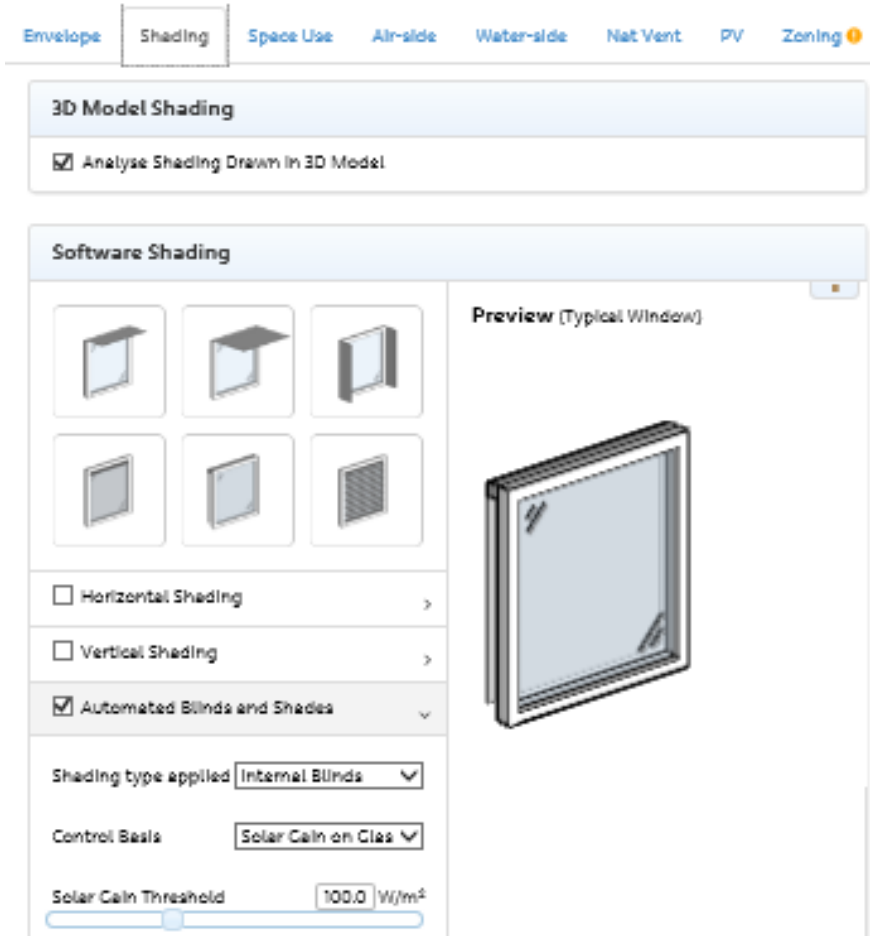 Envelope Shading Space Use Air-side Water-side Nat Vent PV Zoning
3D Model Shading
Analyse Shading Drawn in 3D Model
Software Shading
Preview (Typical Window)
Horizontal Shading
Vertical Shading
Automated Blinds and Shades
Shading type applied Internal Blinds
Control Basis Solar Gain on Glas
Solar Gain Threshold 100.0 W/m²